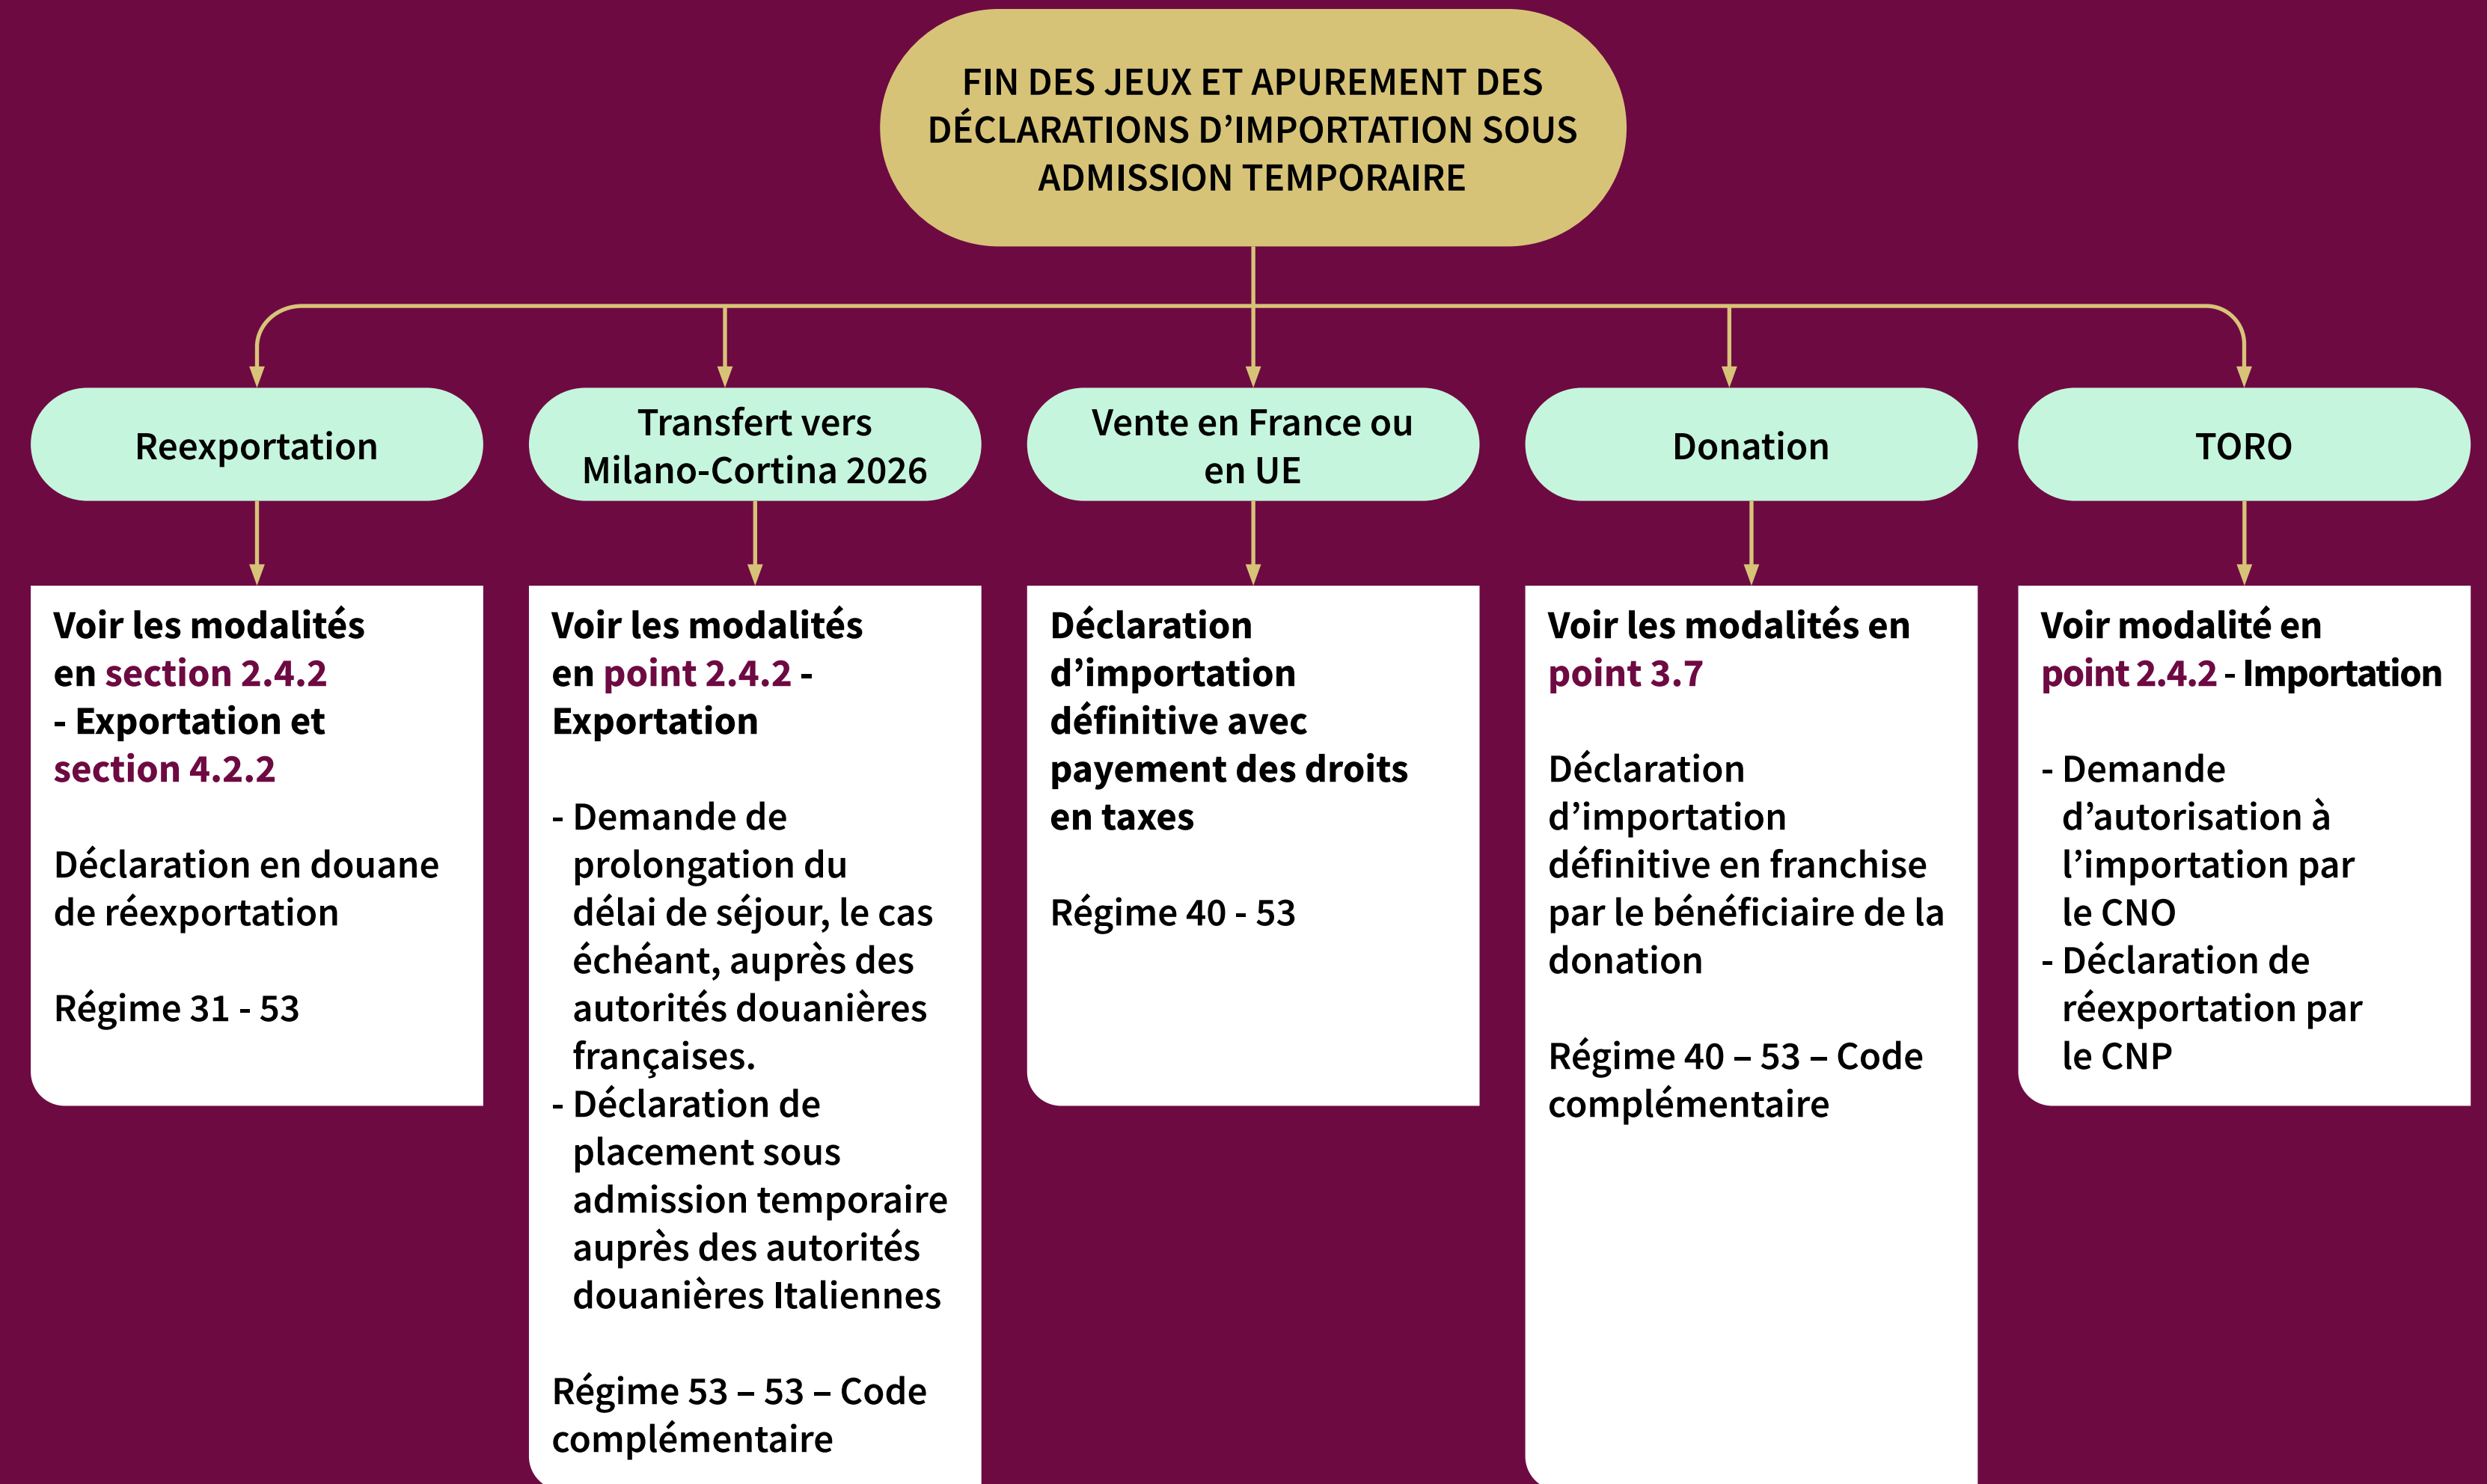 FIN DES JEUX ET APUREMENT DES
DÉCLARATIONS D’IMPORTATION SOUS
ADMISSION TEMPORAIRE
Reexportation
Transfert vers
Milano-Cortina 2026
Vente en France ou
en UE
Donation
TORO
Voir les modalités
en section 2.4.2
- Exportation et
section 4.2.2
Déclaration en douane
de réexportation
Régime 31 - 53
Voir les modalités
en point 2.4.2 -
Exportation
- Demande de
prolongation du
délai de séjour, le cas
échéant, auprès des
autorités douanières
françaises.
- Déclaration de
placement sous
admission temporaire
auprès des autorités
douanières Italiennes
Régime 53 – 53 – Code
complémentaire
Déclaration
d’importation
définitive avec
payement des droits
en taxes
Régime 40 - 53
Voir les modalités en
point 3.7
Déclaration
d’importation
définitive en franchise
par le bénéficiaire de la
donation
Régime 40 – 53 – Code
complémentaire
Voir modalité en
point 2.4.2 - Importation
- Demande
d’autorisation à
l’importation par
le CNO
- Déclaration de
réexportation par
le CNP